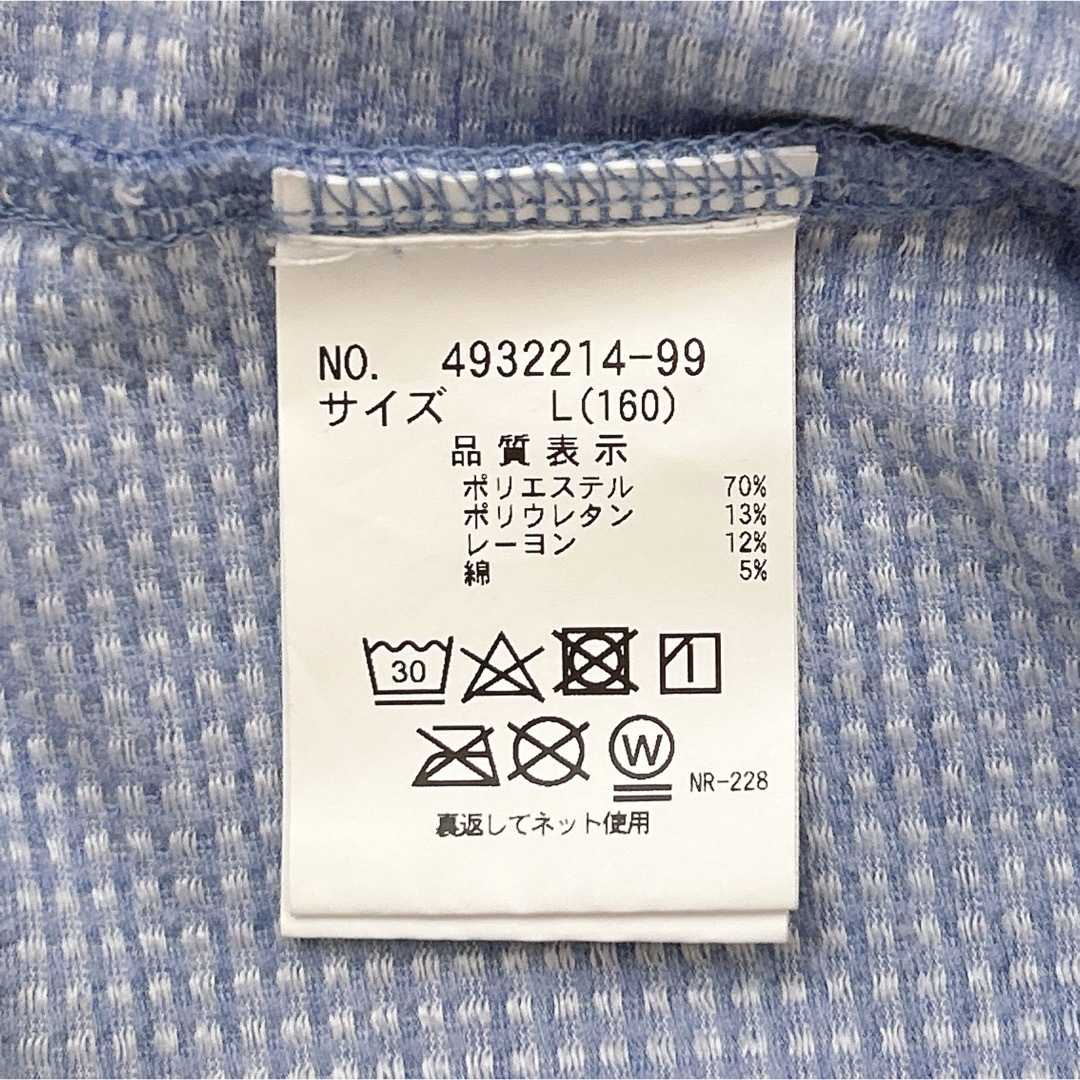 NO. 4932214-99
サイズ L(160)
品質表示
ポリエステル 70%
ポリウレタン 13%
レーヨン 12%
綿 5%
30
W
NR-228
裏返してネット使用